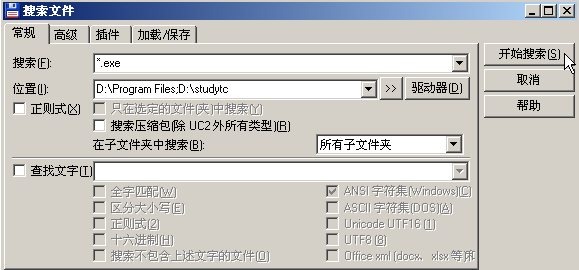 搜索文件
常规 高级 插件 加载/保存
搜索(F): *.exe 开始搜索(S)
位置(I): D:\Program Files;D:\studytc >> 驱动器(D) 取消
正则式(X) 只在选定的文件(夹)中搜索(Y) 帮助
搜索压缩包(除 UC2 外所有类型)(R)
在子文件夹中搜索(B): 所有子文件夹
查找文字(T)
全字匹配(W) ANSI 字符集(Windows)(C)
区分大小写(E) ASCII 字符集(DOS)(A)
正则式(2) Unicode UTF16 (1)
十六进制(H) UTF8 (8)
搜索不包含上述文字的文件(O) Office xml (docx、xlsx 等)